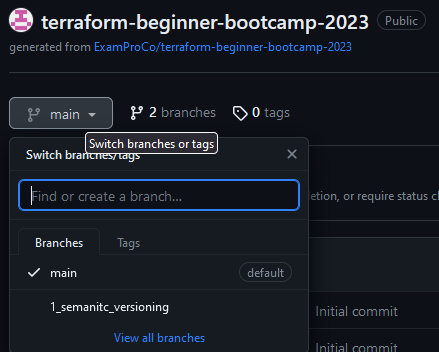 terraform-beginner-bootcamp-2023 Public
generated from ExamProCo/terraform-beginner-bootcamp-2023
main 2 branches 0 tags
Switch branches or tags
Switch branches/tags
Find or create a branch...
etion, or require status c
Branches Tags
main default
1_semanitc_versioning Initial commit
View all branches Initial commit